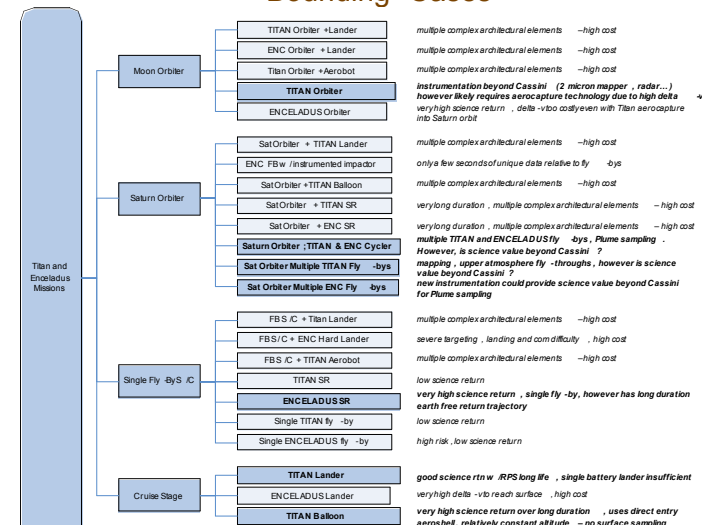 Bounding Cases
TITAN Orbiter +Lander
multiple complex architectural elements – high cost
ENC Orbiter + Lander
multiple complex architectural elements – high cost
Moon Orbiter
Titan Orbiter +Aerobot
multiple complex architectural elements – high cost
TITAN Orbiter
instrumentation beyond Cassini (2 micron mapper , radar...)
however likely requires aerocapture technology due to high delta
ENCELADUS Orbiter
very high science return , delta -v too costly even with Titan aerocapture
into Saturn orbit
Sat Orbiter + TITAN Lander
multiple complex architectural elements – high cost
ENC FB w /instrumented impactor
only a few seconds of unique data relative to fly -bys
Saturn Orbiter
Sat Orbiter +TITAN Balloon
multiple complex architectural elements – high cost
Sat Orbiter + TITAN SR
very long duration , multiple complex architectural elements – high cost
Sat Orbiter + ENC SR
very long duration , multiple complex architectural elements – high cost
Saturn Orbiter ;TITAN & ENC Cycler
multiple TITAN and ENCELADUS fly -bys , Plume sampling .
However, is science value beyond Cassini ?
Sat Orbiter Multiple TITAN Fly -bys
mapping , upper atmosphere fly -throughs , however is science
value beyond Cassini ?
Sat Orbiter Multiple ENC Fly -bys
new instrumentation could provide science value beyond Cassini
for Plume sampling
Titan and
Enceladus
Missions
FB S /C + Titan Lander
multiple complex architectural elements – high cost
FB S / C + ENC Hard Lander
severe targeting , landing and com difficulty , high cost
FB S /C + TITAN Aerobot
multiple complex architectural elements – high cost
Single Fly -By S /C
TITAN SR
low science return
ENCELADUS SR
very high science return , single fly -by, however has long duration
earth free return trajectory
Single TITAN fly -by
low science return
Single ENCELADUS fly -by
high risk , low science return
TITAN Lander
good science rtn w /RPS long life , single battery lander insufficient
Cruise Stage
ENCELADUS Lander
very high delta -v to reach surface , high cost
TITAN Balloon
very high science return over long duration , uses direct entry
aeroshell, relatively constant altitude – no surface sampling